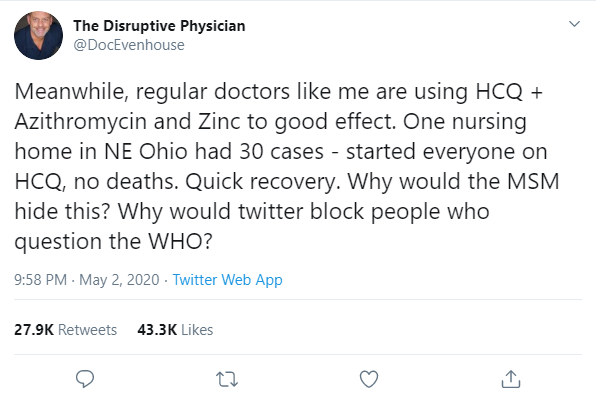 The Disruptive Physician
@DocEvenhouse
Meanwhile, regular doctors like me are using HCQ +
Azithromycin and Zinc to good effect. One nursing
home in NE Ohio had 30 cases - started everyone on
HCQ, no deaths. Quick recovery. Why would the MSM
hide this? Why would twitter block people who
question the WHO?
9:58 PM · May 2, 2020 · Twitter Web App
27.9K Retweets 43.3K Likes